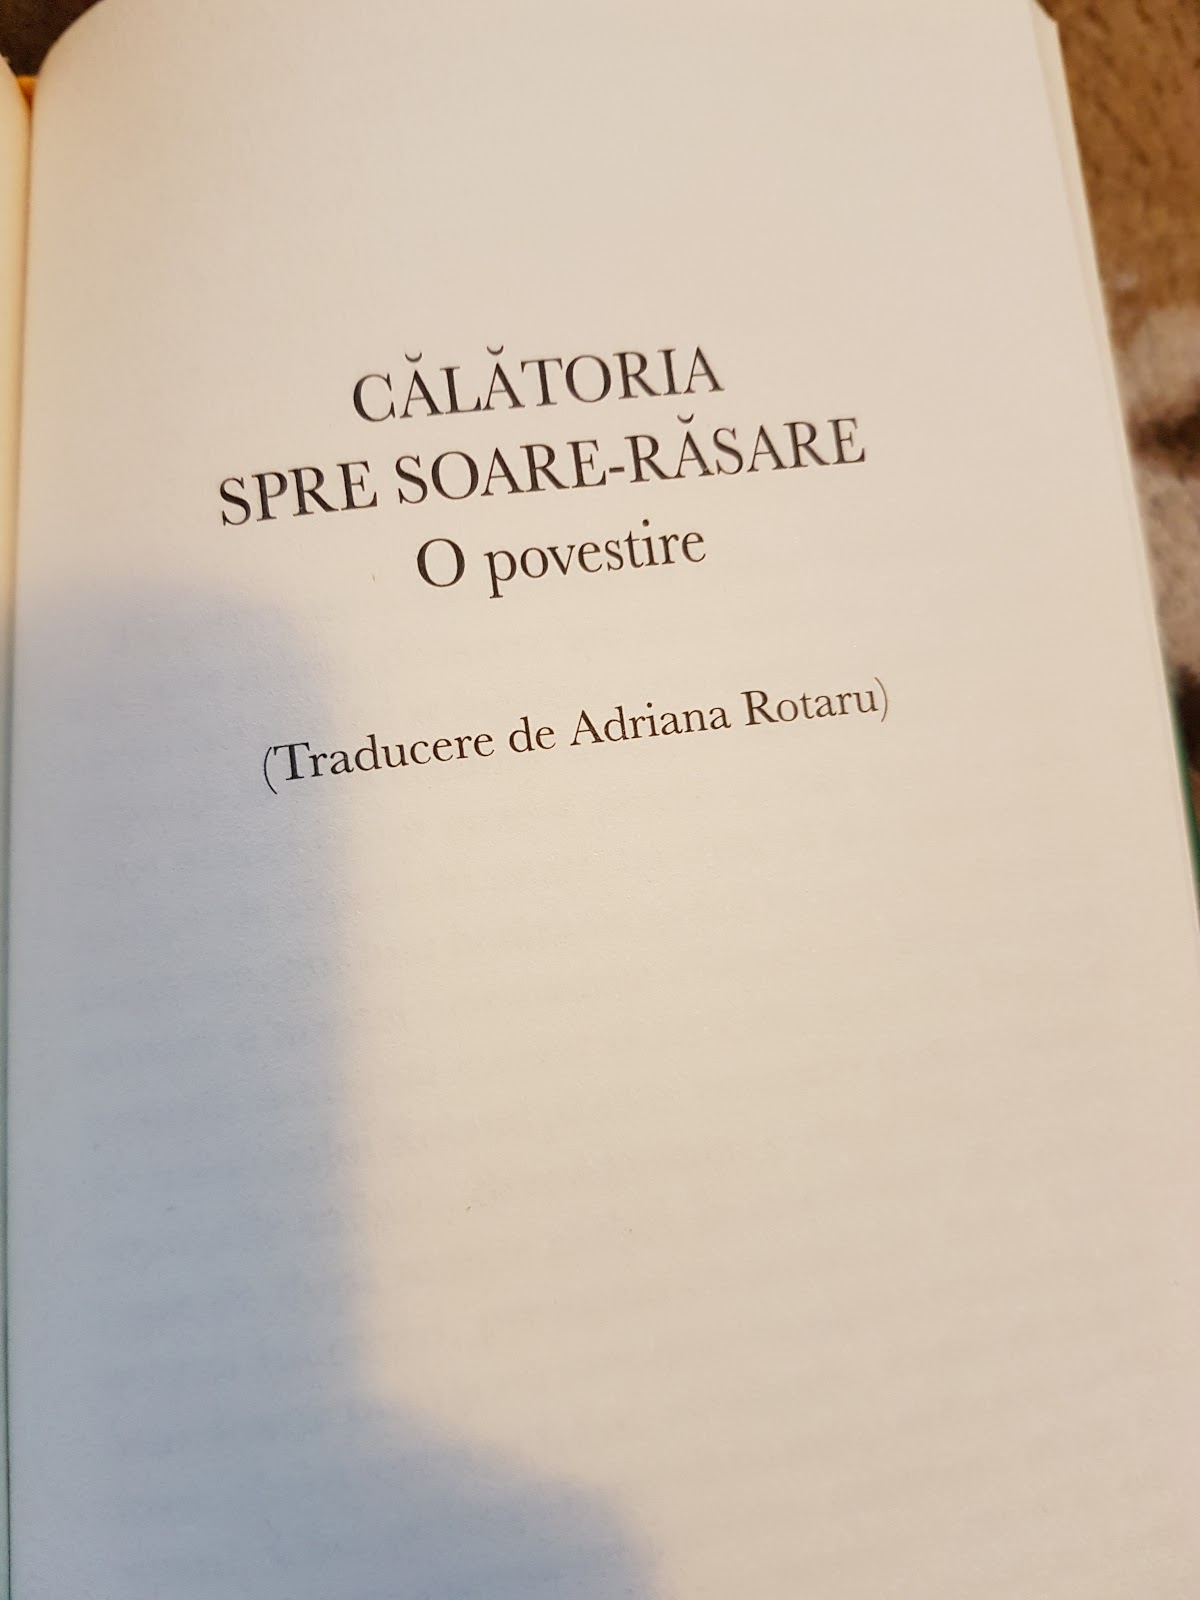 CĂLĂTORIA
SPRE SOARE-RĂSARE
O povestire
(Traducere de Adriana Rotaru)